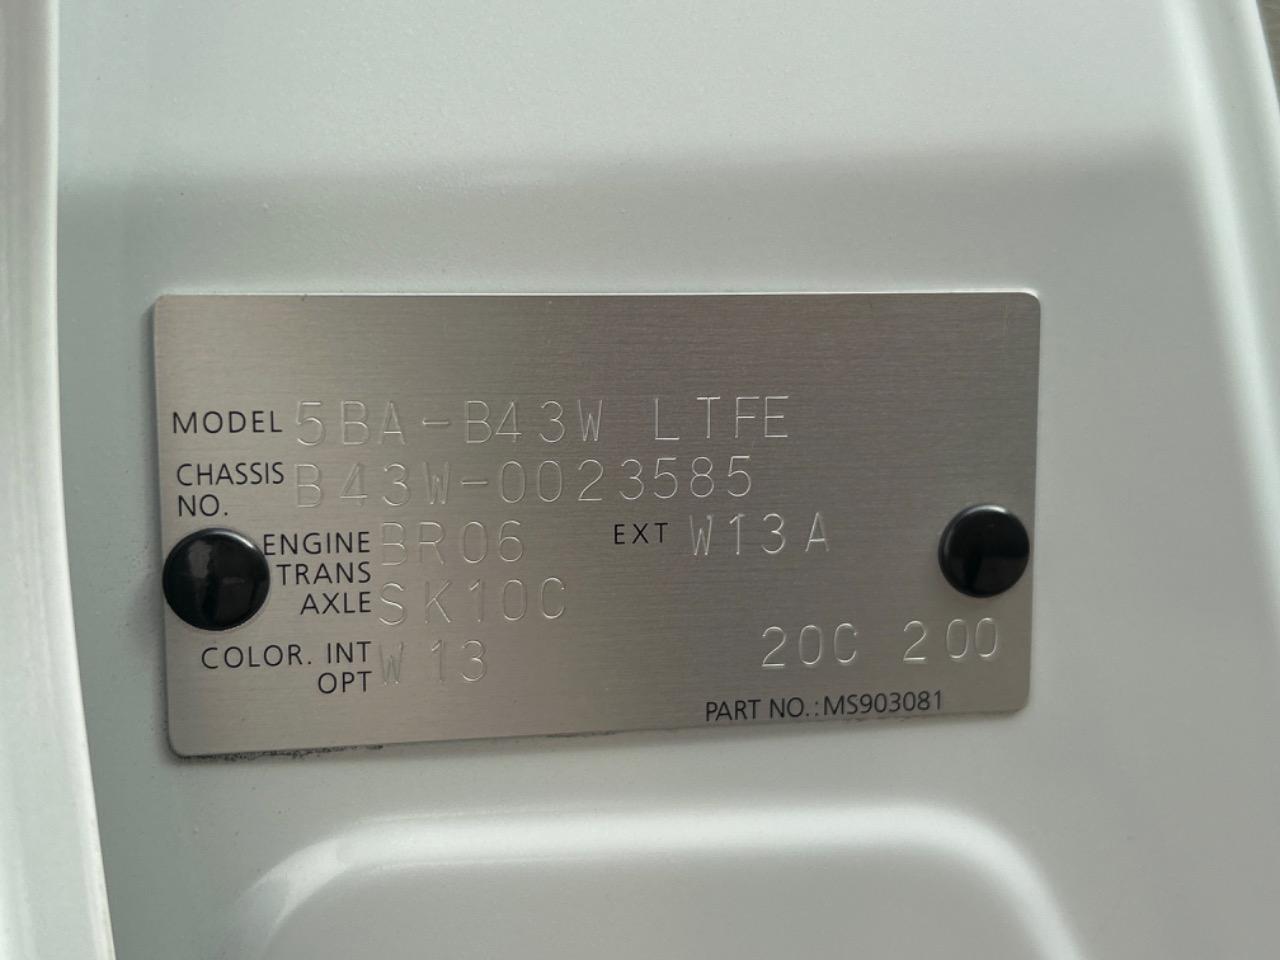 MODEL 5BA-B43W LTFE
CHASSIS NO. B43W-0023585
ENGINE BR06 EXT W13A
TRANS AXLE SK10C
COLOR. INT W13
OPT 20C 200
PART NO.:MS903081